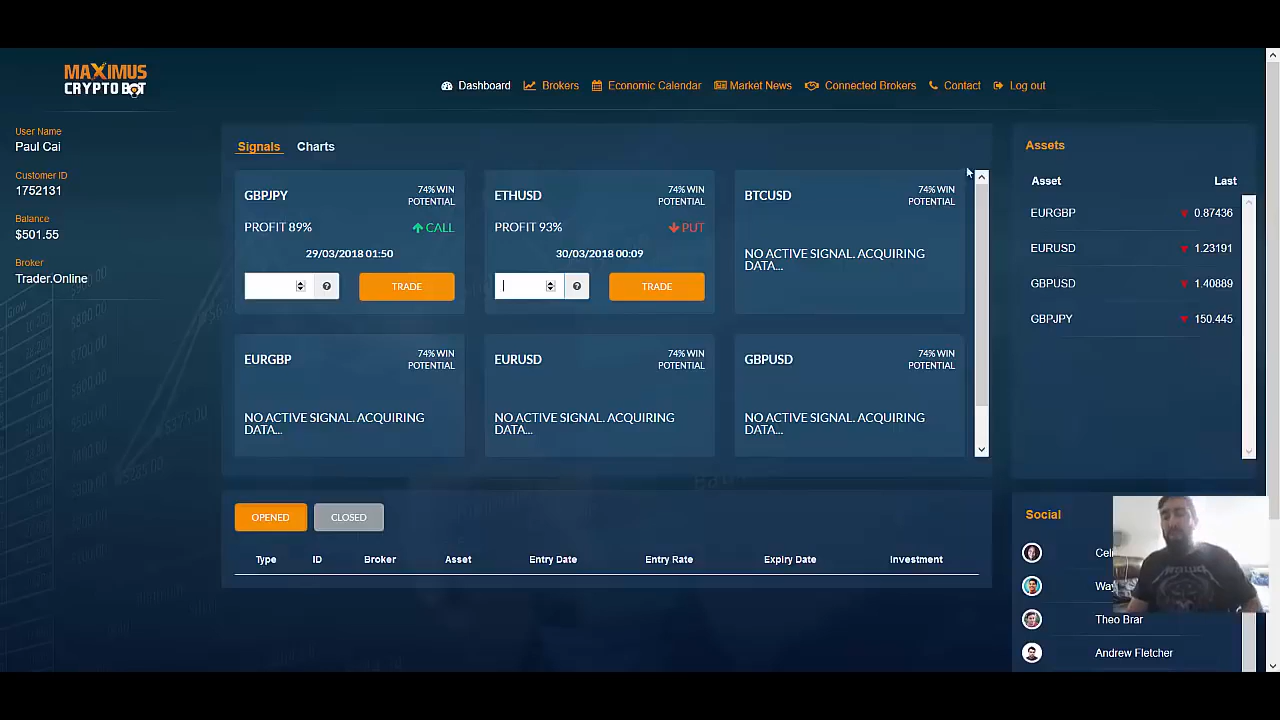 MAXIMUS
CRYPTO BOT
Dashboard Brokers Economic Calendar Market News Connected Brokers Contact Log out
User Name
Paul Cai
Customer ID
1752131
Balance
$501.55
Broker
Trader.Online
Signals Charts
GBPJPY
74% WIN
POTENTIAL
PROFIT 89% CALL
29/03/2018 01:50
TRADE
ETHUSD
74% WIN
POTENTIAL
PROFIT 93% PUT
30/03/2018 00:09
TRADE
BTCUSD
74% WIN
POTENTIAL
NO ACTIVE SIGNAL. ACQUIRING
DATA...
EURGBP
74% WIN
POTENTIAL
NO ACTIVE SIGNAL. ACQUIRING
DATA...
EURUSD
74% WIN
POTENTIAL
NO ACTIVE SIGNAL. ACQUIRING
DATA...
GBPUSD
74% WIN
POTENTIAL
NO ACTIVE SIGNAL. ACQUIRING
DATA...
OPENED CLOSED
Type ID Broker Asset Entry Date Entry Rate Expiry Date Investment
Assets
Asset Last
EURGBP 0.87436
EURUSD 1.23191
GBPUSD 1.40889
GBPJPY 150.445
Social
Theo Brar
Andrew Fletcher